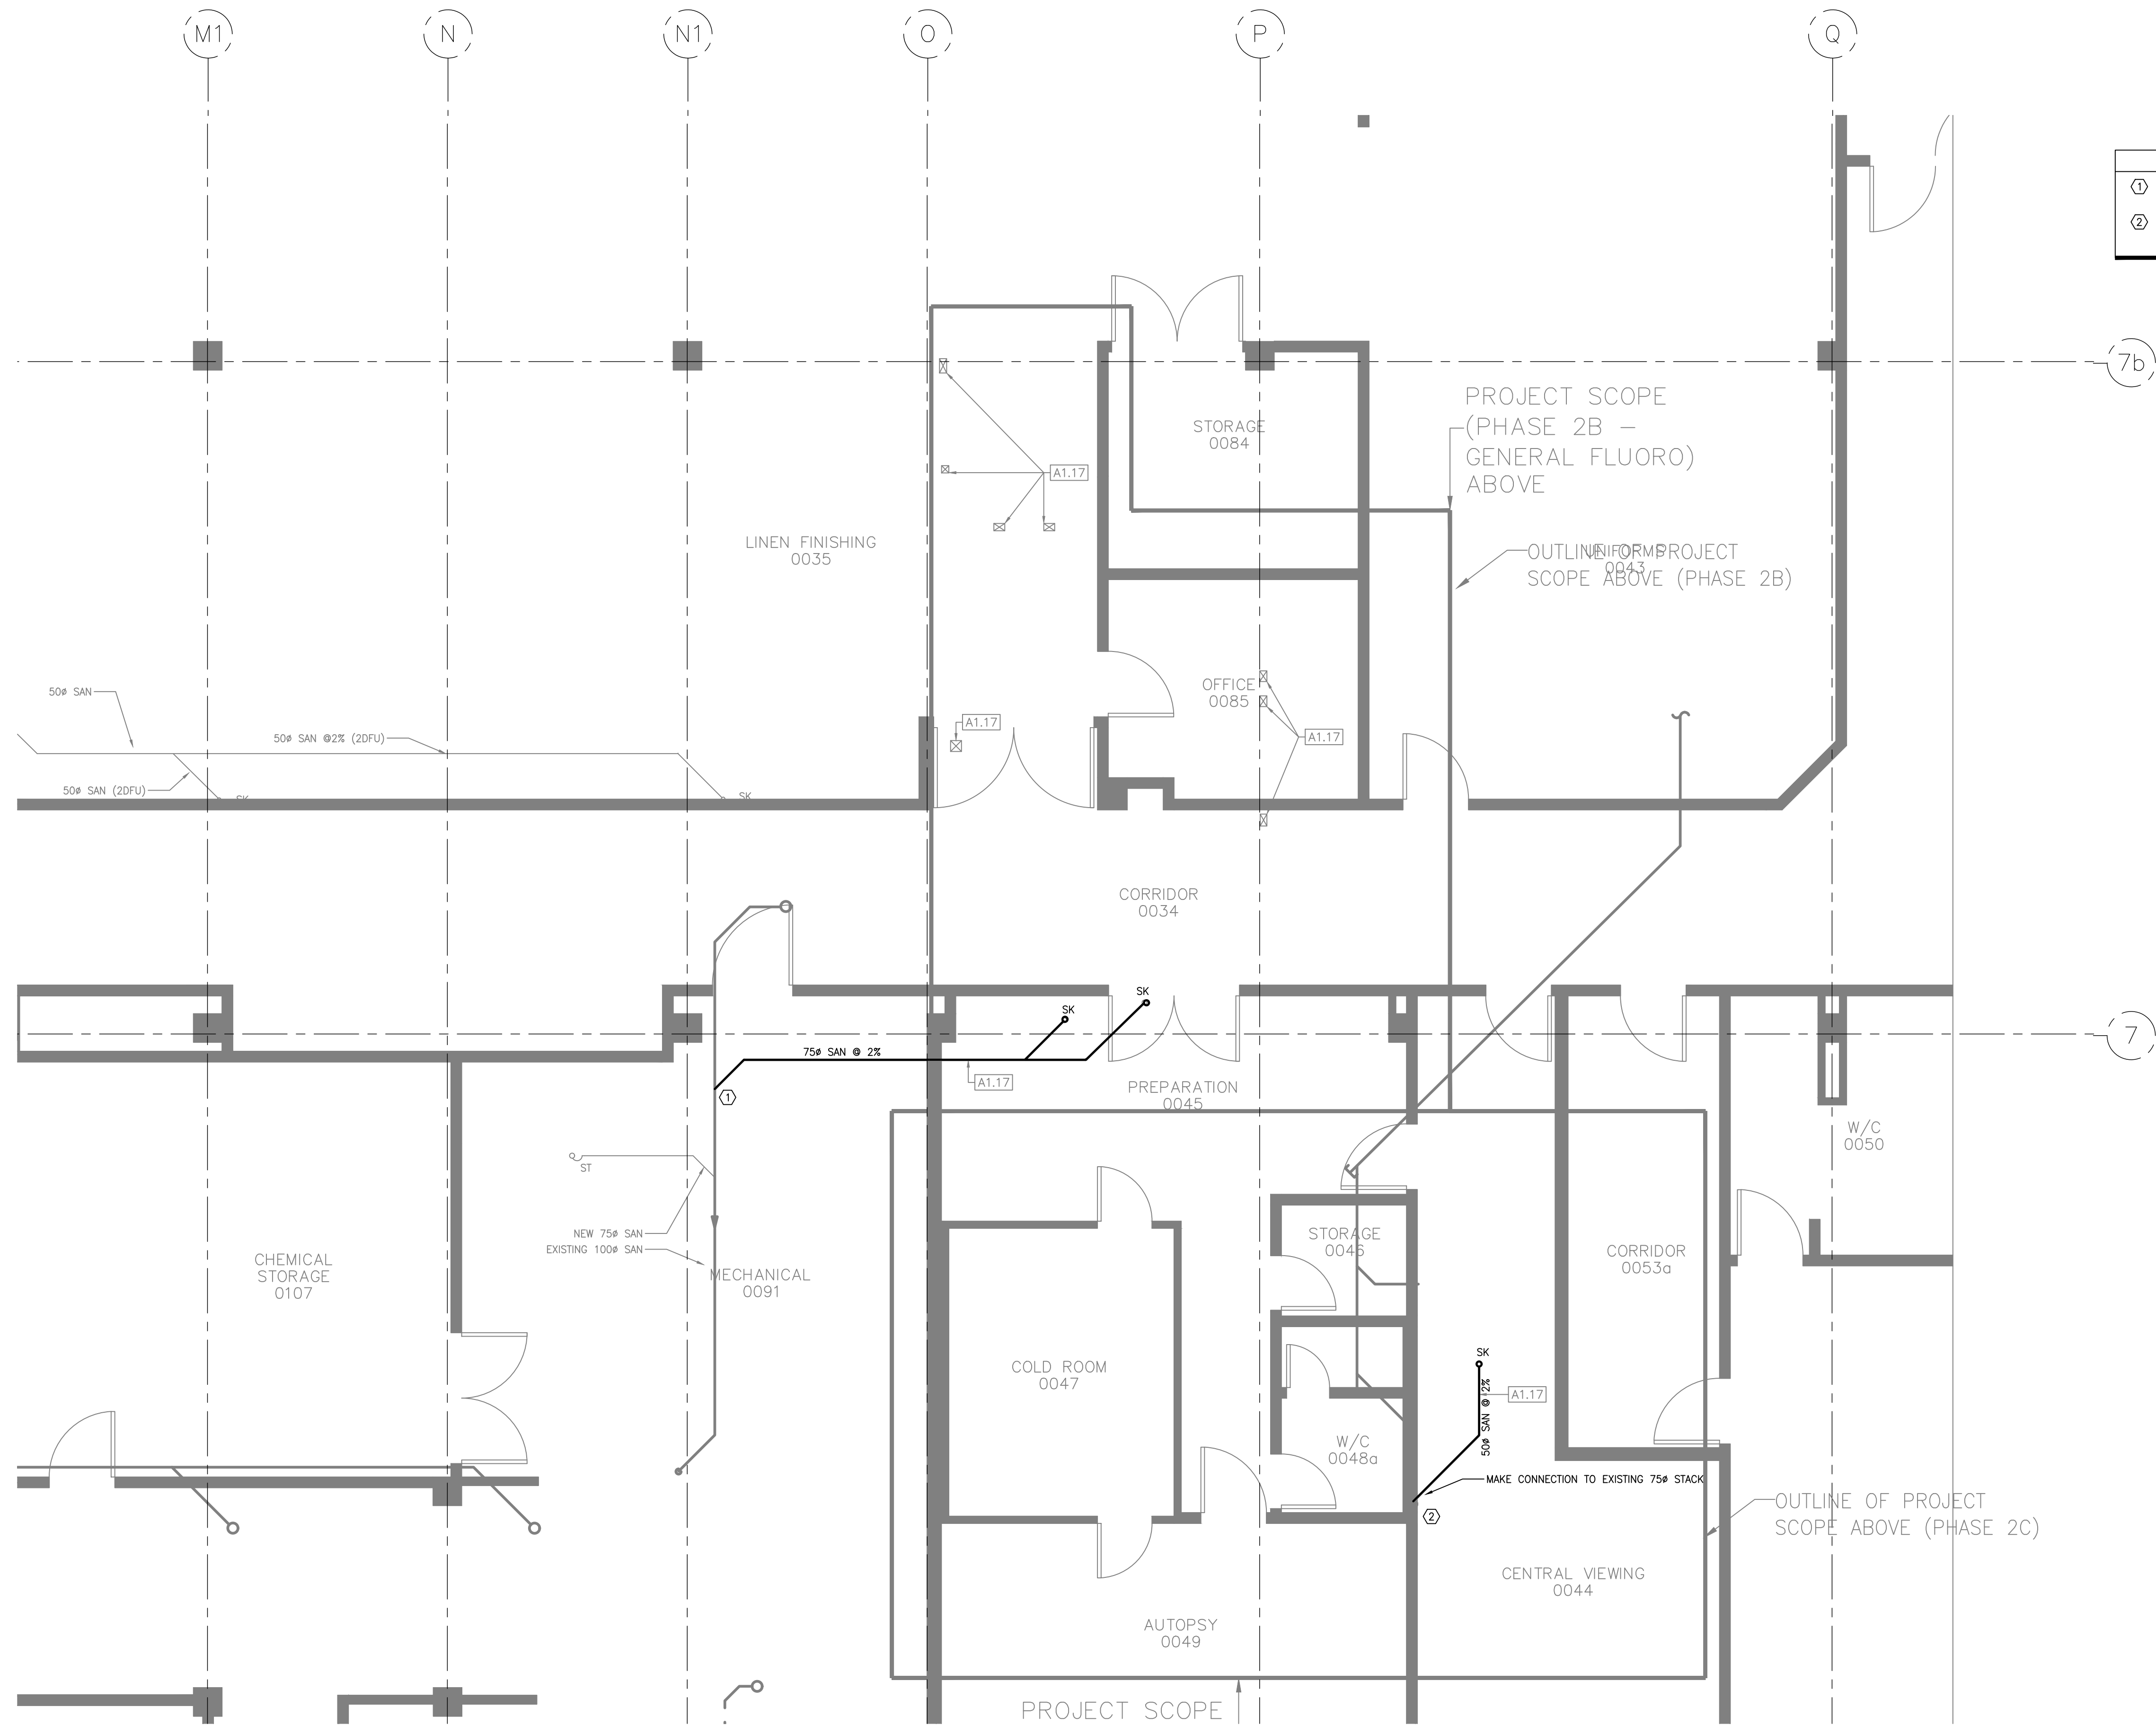 M1
N
N1
O
P
Q
1
2
7b
PROJECT SCOPE
(PHASE 2B -
GENERAL FLUORO)
ABOVE
STORAGE
0084
A1.17
LINEN FINISHING
0035
OUTLINE OF PROJECT
SCOPE ABOVE (PHASE 2B)
UNIFORMS
0043
OFFICE
0085
50ø SAN
A1.17
50ø SAN @2% (2DFU)
A1.17
50ø SAN (2DFU)
SK
SK
CORRIDOR
0034
SK
SK
7
75ø SAN @ 2%
A1.17
PREPARATION
0045
1
W/C
0050
ST
NEW 75ø SAN
EXISTING 100ø SAN
STORAGE
0046
CORRIDOR
0053a
CHEMICAL
STORAGE
0107
MECHANICAL
0091
COLD ROOM
0047
SK
50ø SAN @ 2%
A1.17
W/C
0048a
MAKE CONNECTION TO EXISTING 75ø STACK
2
OUTLINE OF PROJECT
SCOPE ABOVE (PHASE 2C)
CENTRAL VIEWING
0044
AUTOPSY
0049
PROJECT SCOPE